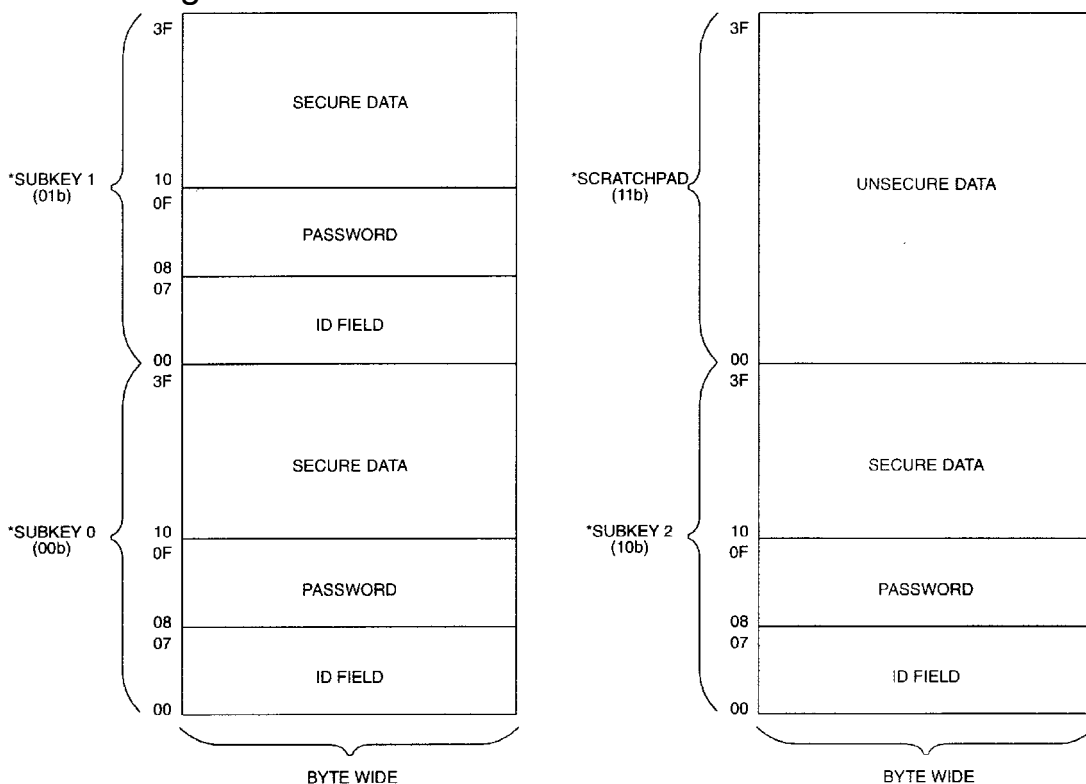 3F
SECURE DATA
*SUBKEY 1
(01b)
10
0F
PASSWORD
08
07
ID FIELD
00
3F
SECURE DATA
*SUBKEY 0
(00b)
10
0F
PASSWORD
08
07
ID FIELD
00
BYTE WIDE
3F
*SCRATCHPAD
(11b)
UNSECURE DATA
00
3F
SECURE DATA
*SUBKEY 2
(10b)
10
0F
PASSWORD
08
07
ID FIELD
00
BYTE WIDE